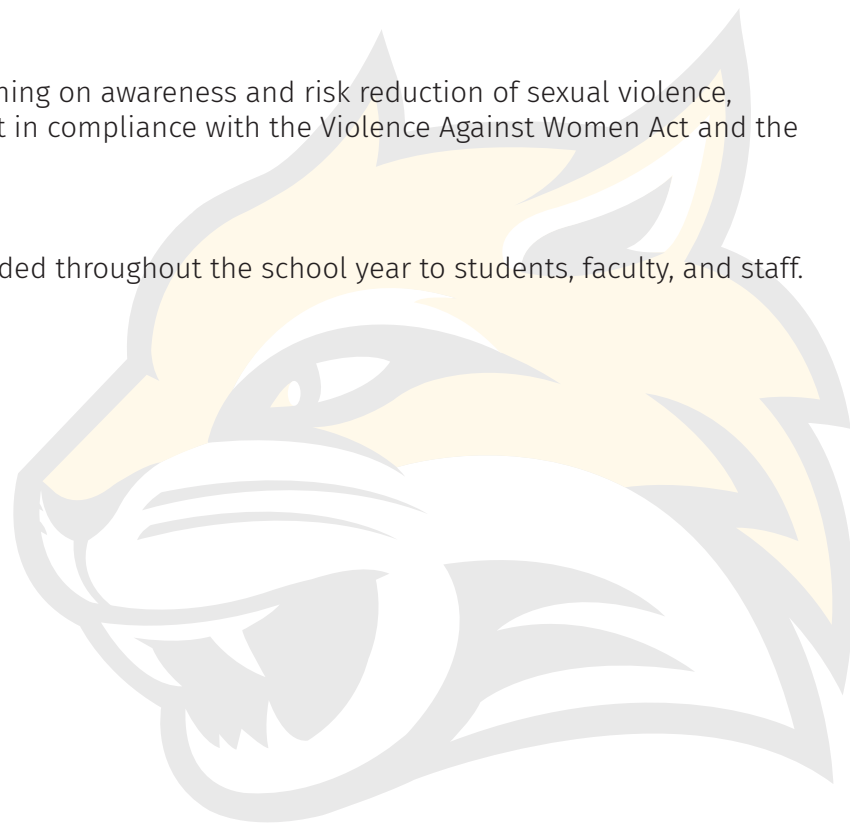 ning on awareness and risk reduction of sexual violence,
t in compliance with the Violence Against Women Act and the
ded throughout the school year to students, faculty, and staff.